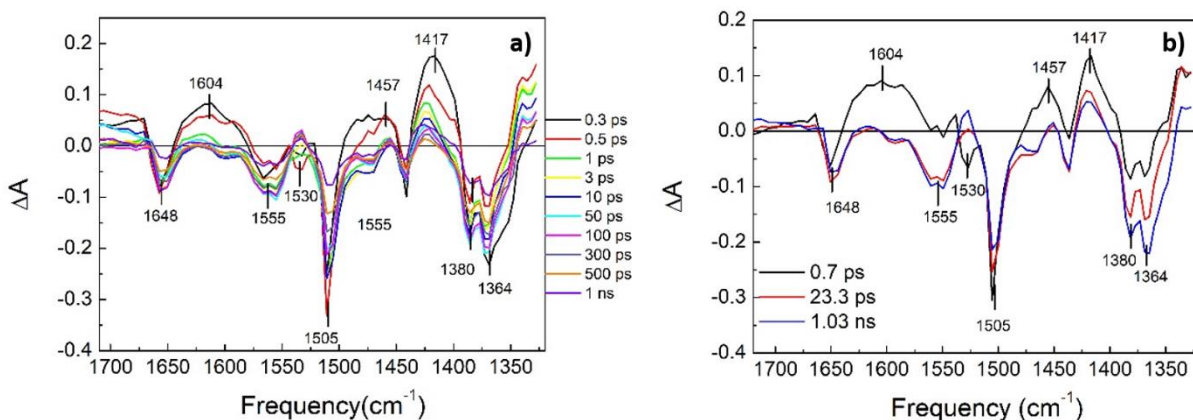 a)
0.2
0.1
0.0
-0.1
-0.2
-0.3
-0.4
ΔA
1604
1457
1417
1648
1555
1530
1505
1555
1380
1364
0.3 ps
0.5 ps
1 ps
3 ps
10 ps
50 ps
100 ps
300 ps
500 ps
1 ns
1700 1650 1600 1550 1500 1450 1400 1350
Frequency(cm-1)
b)
0.2
0.1
0.0
-0.1
-0.2
-0.3
-0.4
ΔA
1604
1457
1417
1648
1555
1530
1505
1380
1364
0.7 ps
23.3 ps
1.03 ns
1700 1650 1600 1550 1500 1450 1400 1350
Frequency (cm-1)